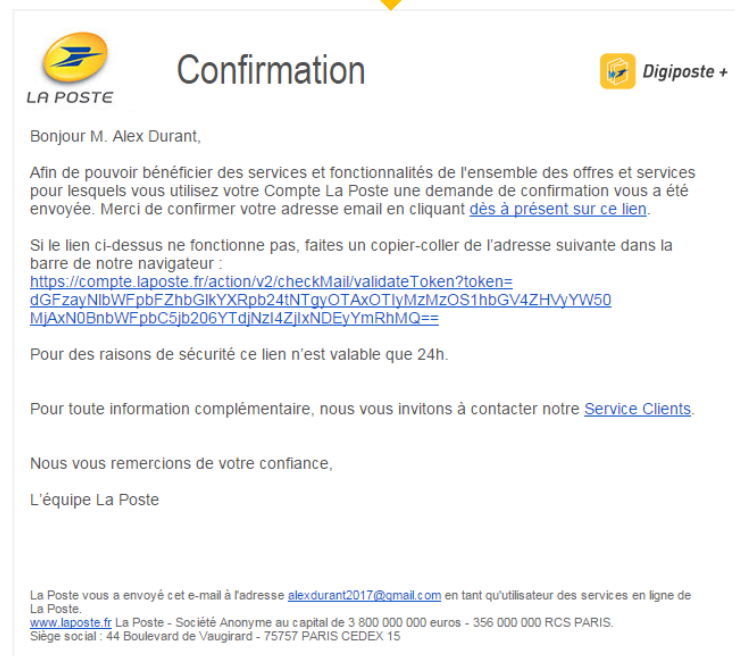 LA POSTE
Confirmation
Digiposte +
Bonjour M. Alex Durant,
Afin de pouvoir bénéficier des services et fonctionnalités de l'ensemble des offres et services
pour lesquels vous utilisez votre Compte La Poste une demande de confirmation vous a été
envoyée. Merci de confirmer votre adresse email en cliquant dès à présent sur ce lien.
Si le lien ci-dessus ne fonctionne pas, faites un copier-coller de l'adresse suivante dans la
barre de notre navigateur :
https://compte.laposte.fr/action/v2/checkMail/validateToken?token=
dGFzayNlbWFpbFZhbGlkYXRpb24tNTgyOTAxOTIyMzMzOS1hbGV4ZHVyYW50
MjAxN0BnbWFpbC5jb206YTdjNzI4ZjIxNDEyYmRhMQ==
Pour des raisons de sécurité ce lien n'est valable que 24h.
Pour toute information complémentaire, nous vous invitons à contacter notre Service Clients.
Nous vous remercions de votre confiance,
L'équipe La Poste
La Poste vous a envoyé cet e-mail à l'adresse alexdurant2017@gmail.com en tant qu'utilisateur des services en ligne de
La Poste.
www.laposte.fr La Poste - Société Anonyme au capital de 3 800 000 000 euros - 356 000 000 RCS PARIS.
Siège social : 44 Boulevard de Vaugirard - 75757 PARIS CEDEX 15